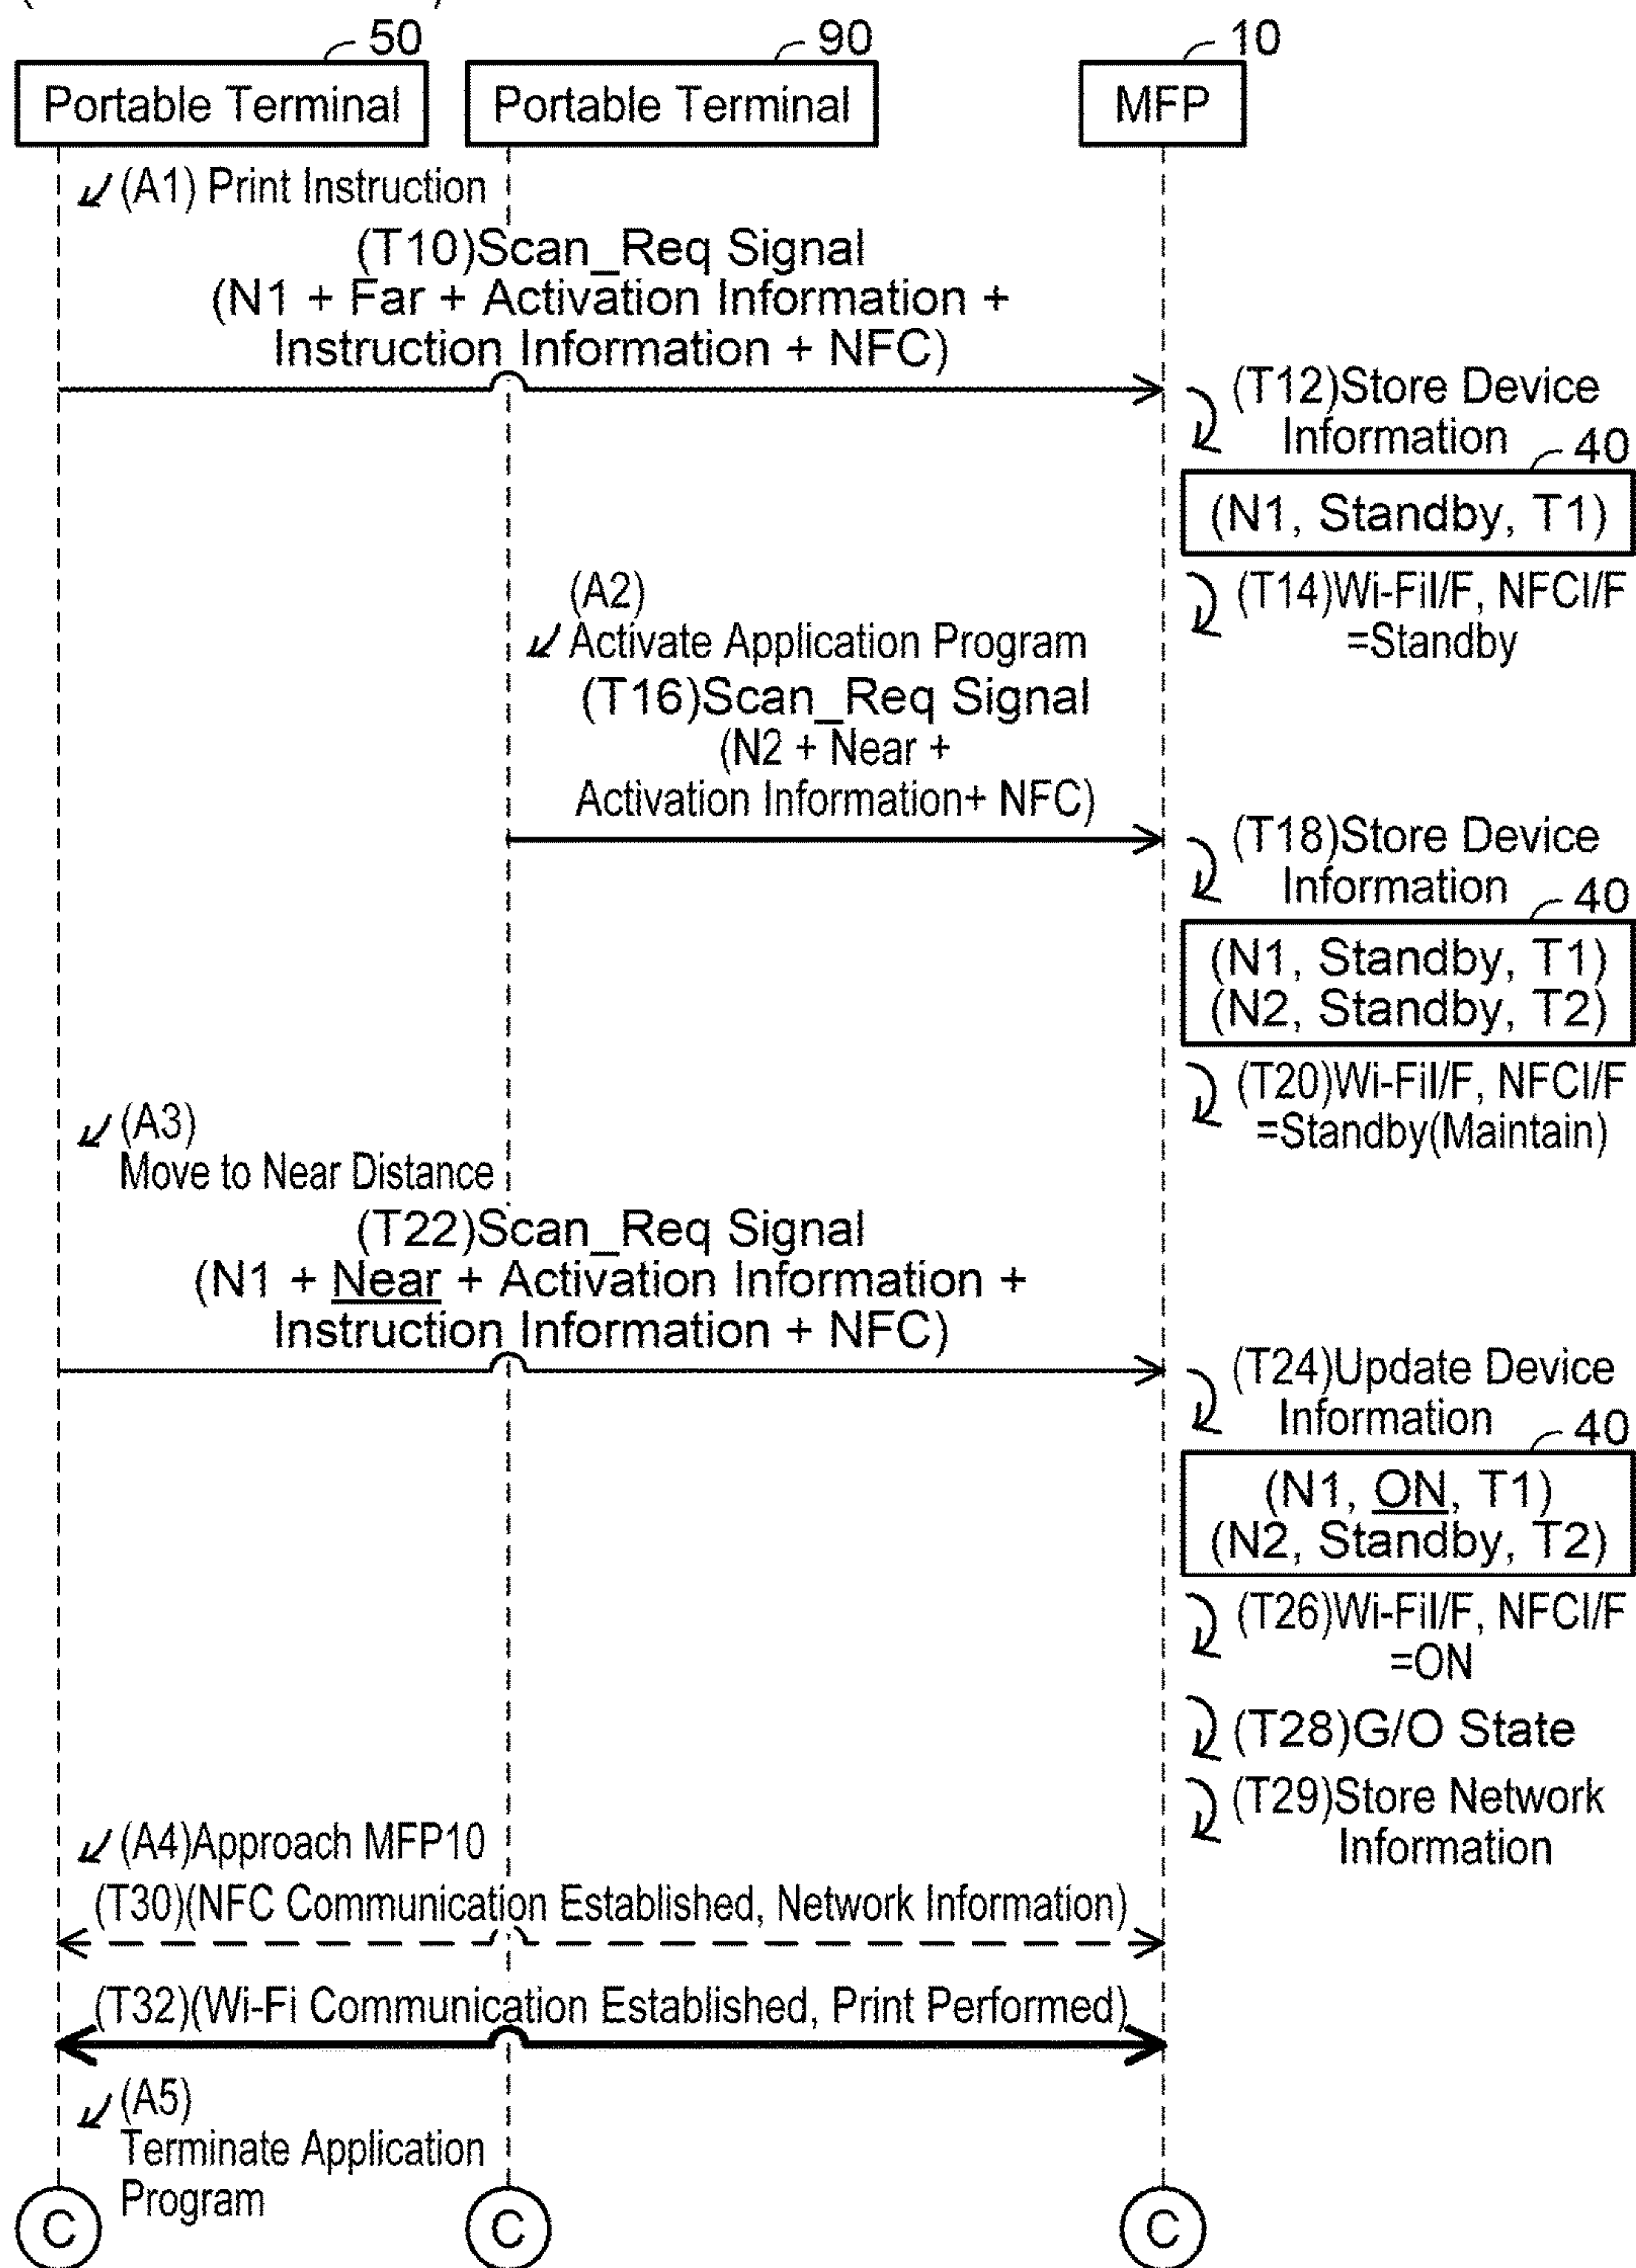 50
90
10
Portable Terminal
Portable Terminal
MFP
(A1) Print Instruction
(T10)Scan_Req Signal
(N1 + Far + Activation Information +
Instruction Information + NFC)
(T12)Store Device
Information
40
(N1, Standby, T1)
(T14)Wi-FiI/F, NFCI/F
=Standby
(A2)
Activate Application Program
(T16)Scan_Req Signal
(N2 + Near +
Activation Information+ NFC)
(T18)Store Device
Information
40
(N1, Standby, T1)
(N2, Standby, T2)
(T20)Wi-FiI/F, NFCI/F
=Standby(Maintain)
(A3)
Move to Near Distance
(T22)Scan_Req Signal
(N1 + Near + Activation Information +
Instruction Information + NFC)
(T24)Update Device
Information
40
(N1, ON, T1)
(N2, Standby, T2)
(T26)Wi-FiI/F, NFCI/F
=ON
(T28)G/O State
(T29)Store Network
Information
(A4)Approach MFP10
(T30)(NFC Communication Established, Network Information)
(T32)(Wi-Fi Communication Established, Print Performed)
(A5)
Terminate Application
Program
C
C
C